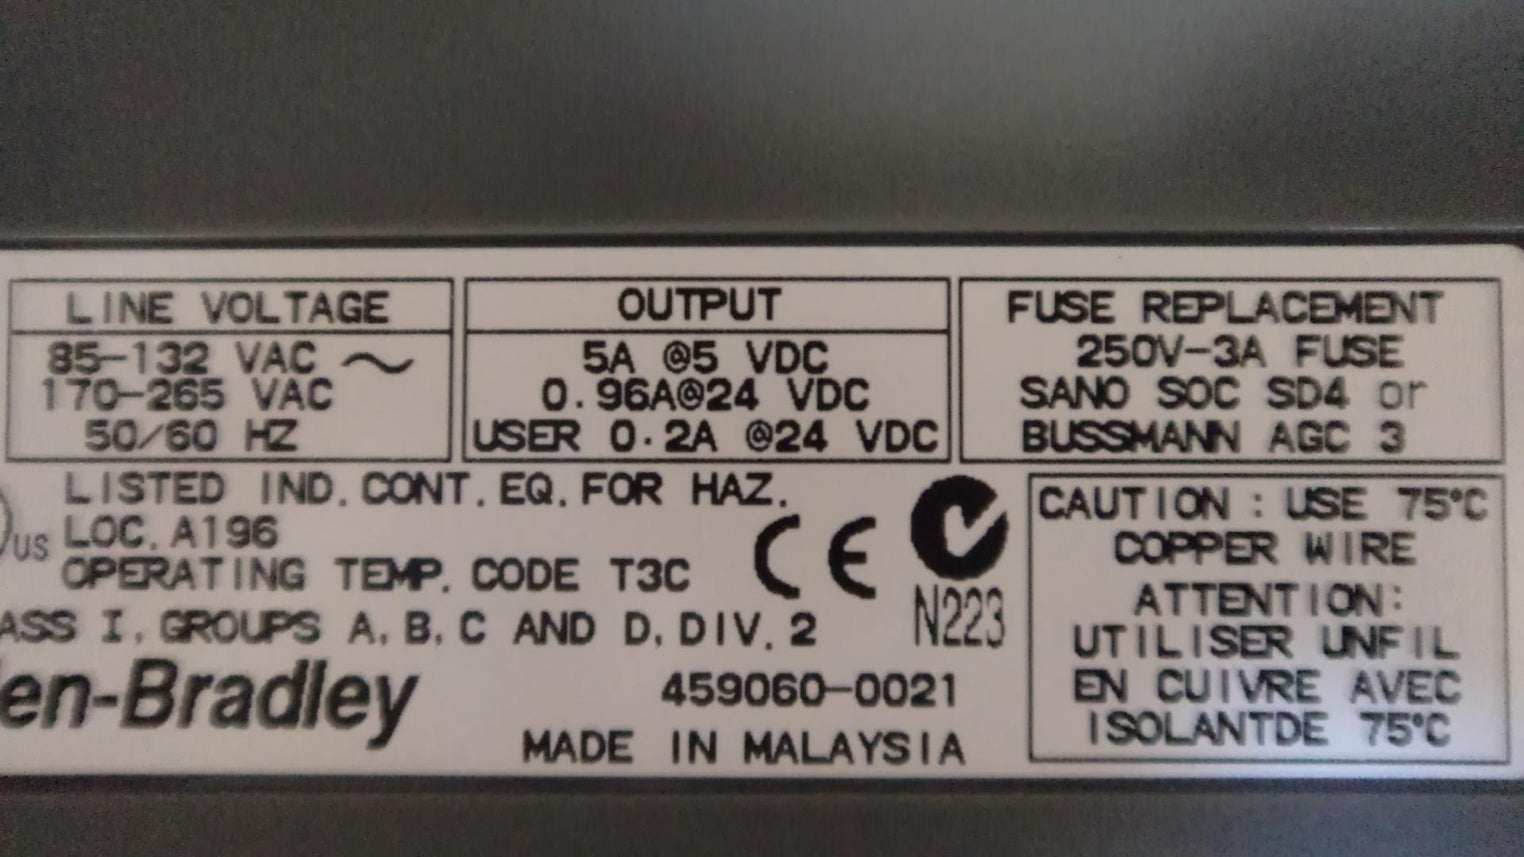 LINE VOLTAGE
85-132 VAC ~
170-265 VAC
50/60 HZ
OUTPUT
5A @5 VDC
0.96A@24 VDC
USER 0.2A @24 VDC
FUSE REPLACEMENT
250V-3A FUSE
SANO SOC SD4 or
BUSSMANN AGC 3
US
LISTED IND. CONT. EQ. FOR HAZ.
LOC. A196
OPERATING TEMP. CODE T3C
ASS I, GROUPS A, B, C AND D, DIV. 2
CE
N223
en-Bradley
459060-0021
MADE IN MALAYSIA
CAUTION : USE 75°C
COPPER WIRE
ATTENTION:
UTILISER UNFIL
EN CUIVRE AVEC
ISOLANTDE 75°C